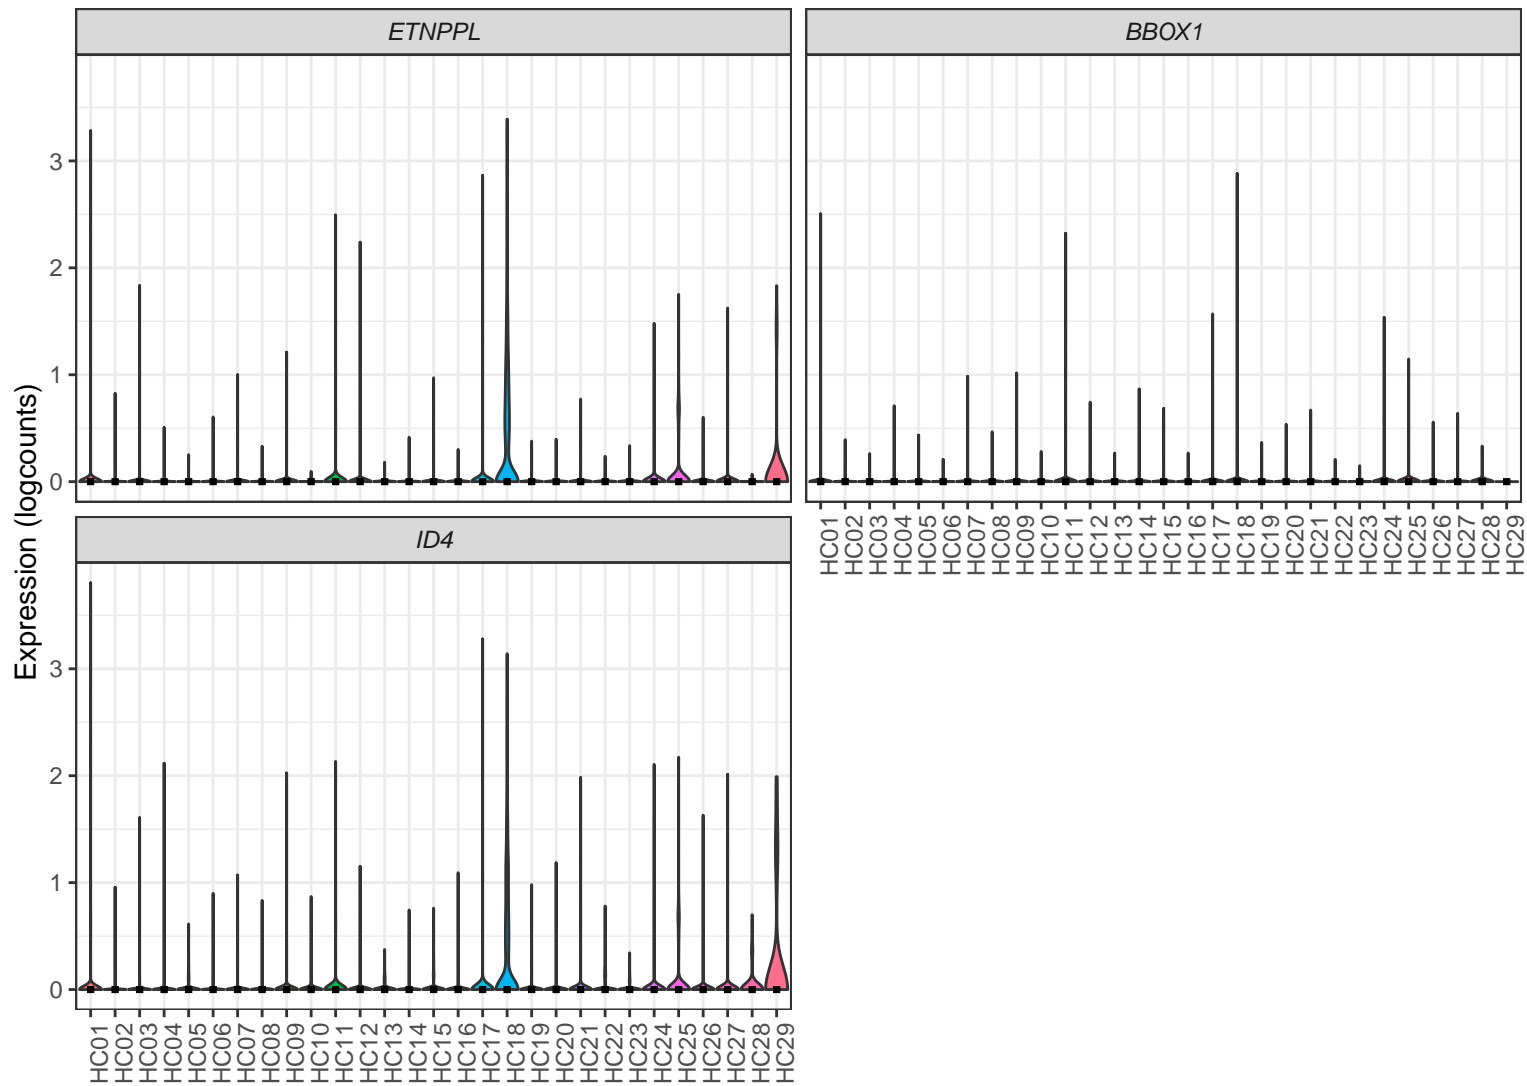 ETNPPL
BBOX1
Expression (logcounts)
3
2
1
0
HC01
HC02
HC03
HC04
HC05
HC06
HC07
HC08
HC09
HC10
HC11
HC12
HC13
HC14
HC15
HC16
HC17
HC18
HC19
HC20
HC21
HC22
HC23
HC24
HC25
HC26
HC27
HC28
HC29
ID4
3
2
1
0
HC01
HC02
HC03
HC04
HC05
HC06
HC07
HC08
HC09
HC10
HC11
HC12
HC13
HC14
HC15
HC16
HC17
HC18
HC19
HC20
HC21
HC22
HC23
HC24
HC25
HC26
HC27
HC28
HC29